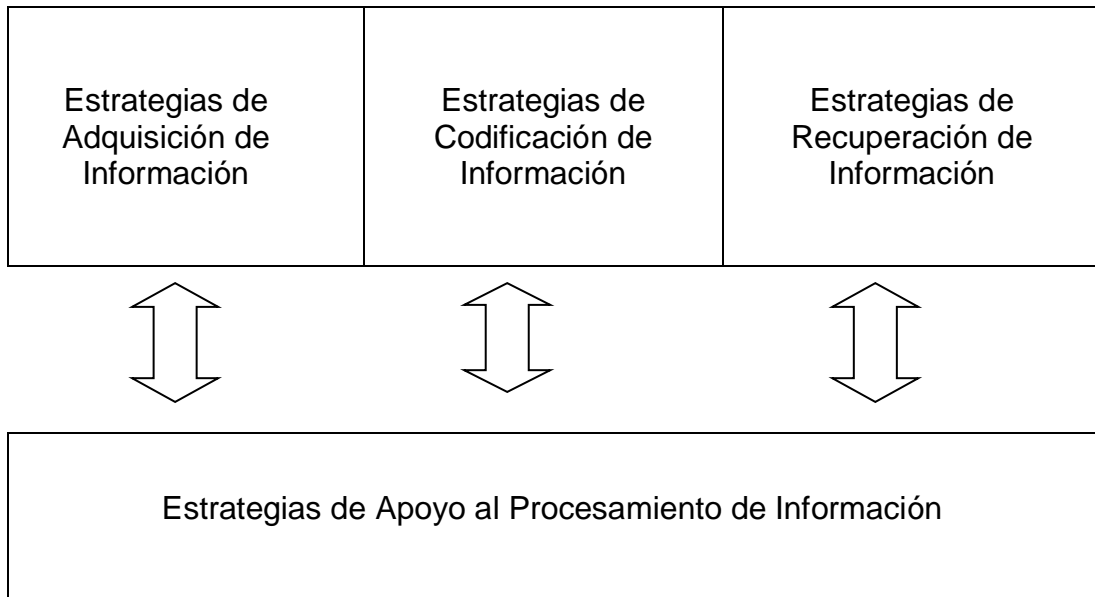 Estrategias de
Adquisición de
Información
Estrategias de
Codificación de
Información
Estrategias de
Recuperación de
Información
Estrategias de Apoyo al Procesamiento de Información